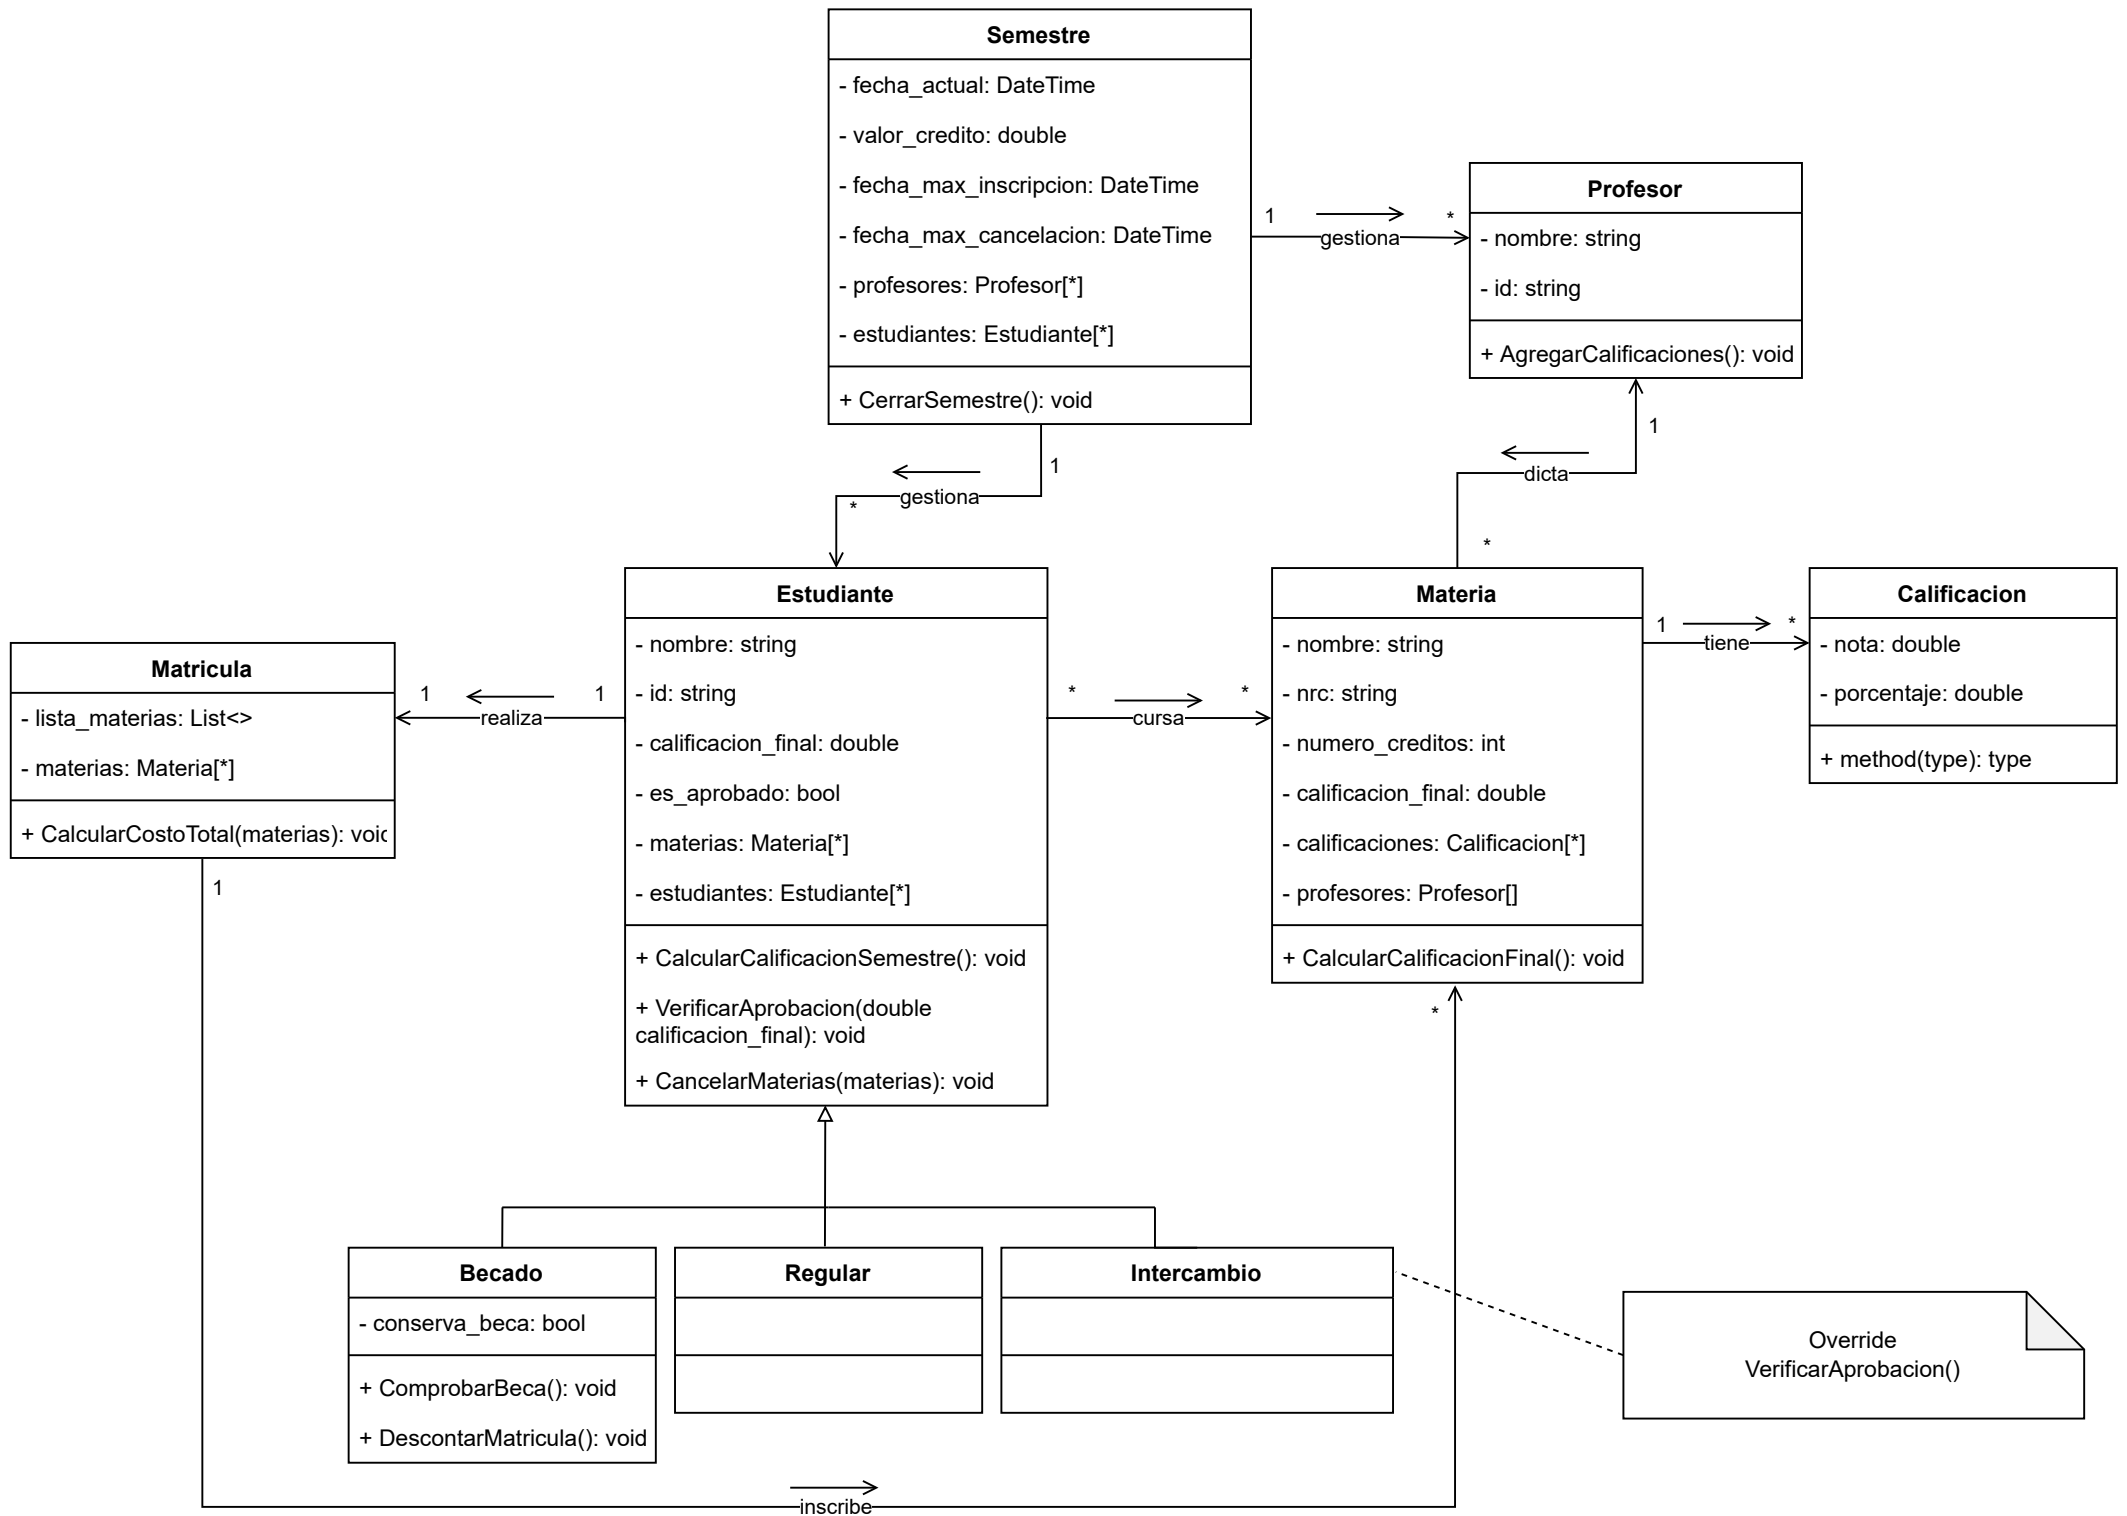 Semestre
- fecha_actual: DateTime
- valor_credito: double
- fecha_max_inscripcion: DateTime
- fecha_max_cancelacion: DateTime
- profesores: Profesor[*]
- estudiantes: Estudiante[*]
+ CerrarSemestre(): void
1
gestiona
*
Profesor
- nombre: string
- id: string
+ AgregarCalificaciones(): void
1
gestiona
*
1
dicta
*
Matricula
- lista_materias: List<>
- materias: Materia[*]
+ CalcularCostoTotal(materias): voic
1
realiza
1
Estudiante
- nombre: string
- id: string
- calificacion_final: double
- es_aprobado: bool
- materias: Materia[*]
- estudiantes: Estudiante[*]
+ CalcularCalificacionSemestre(): void
+ VerificarAprobacion(double
calificacion_final): void
+ CancelarMaterias(materias): void
*
cursa
*
Materia
- nombre: string
- nrc: string
- numero_creditos: int
- calificacion_final: double
- calificaciones: Calificacion[*]
- profesores: Profesor[]
+ CalcularCalificacionFinal(): void
1
tiene
*
Calificacion
- nota: double
- porcentaje: double
+ method(type): type
1
*
Becado
- conserva_beca: bool
+ ComprobarBeca(): void
+ DescontarMatricula(): void
Regular
Intercambio
Override
VerificarAprobacion()
inscribe